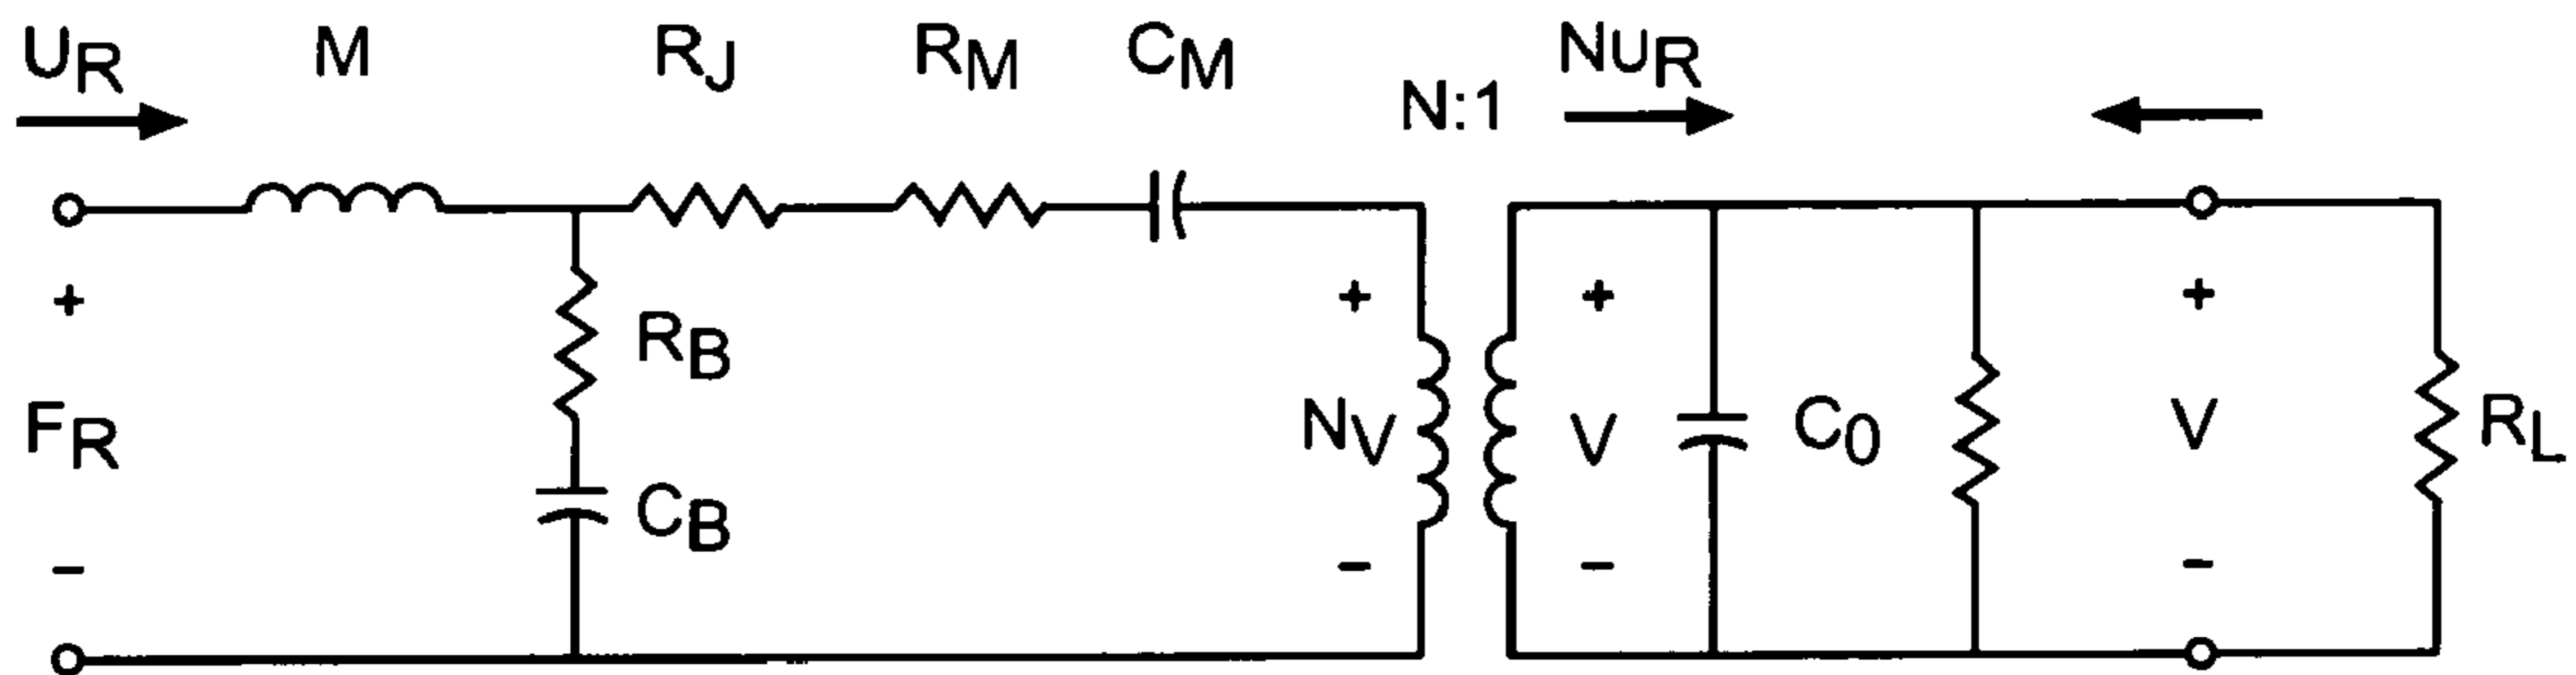 UR M RJ RM CM N:1 NUR
+ + + +
RB
FR NV V C0 V RL
CB
− − − −